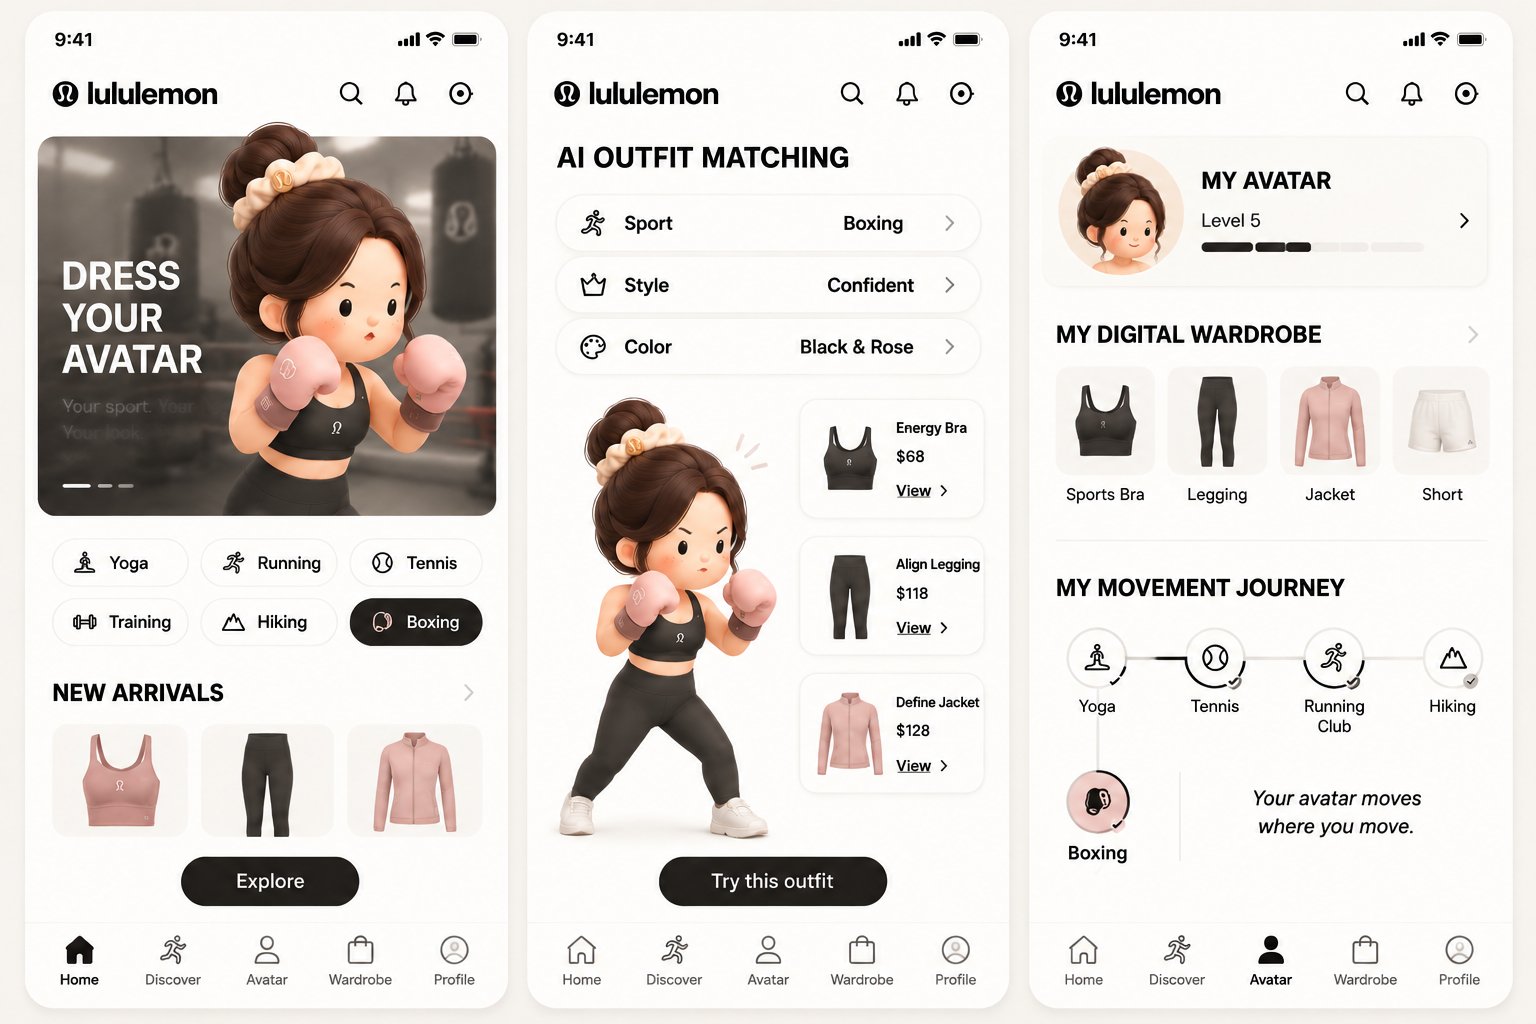 9:41
lululemon
DRESS
YOUR
AVATAR
Your sport. Your
Your look.
Yoga
Running
Tennis
Training
Hiking
Boxing
NEW ARRIVALS
Explore
Home
Discover
Avatar
Wardrobe
Profile
9:41
lululemon
AI OUTFIT MATCHING
Sport Boxing
Style Confident
Color Black & Rose
Energy Bra
$68
View
Align Legging
$118
View
Define Jacket
$128
View
Try this outfit
Home
Discover
Avatar
Wardrobe
Profile
9:41
lululemon
MY AVATAR
Level 5
MY DIGITAL WARDROBE
Sports Bra
Legging
Jacket
Short
MY MOVEMENT JOURNEY
Yoga
Tennis
Running
Club
Hiking
Boxing
Your avatar moves
where you move.
Home
Discover
Avatar
Wardrobe
Profile